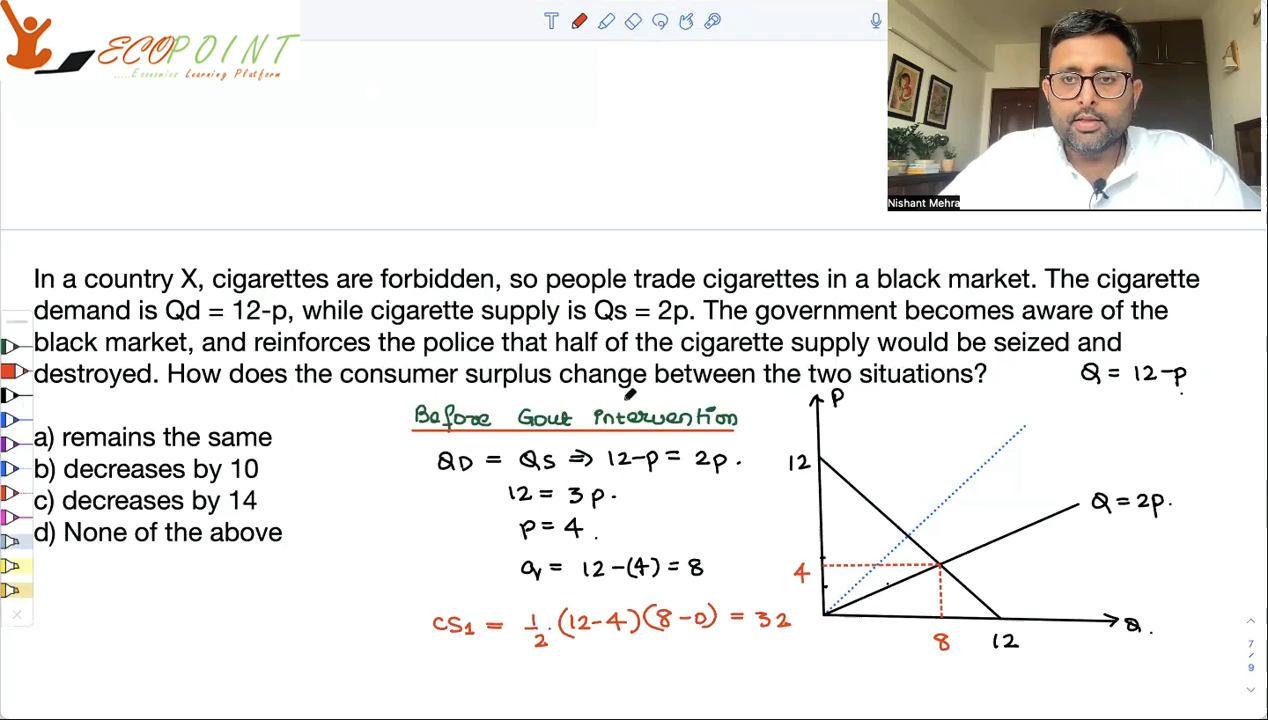 ECOPOINT
.....Economics Learning Platform
T
Nishant Mehra
In a country X, cigarettes are forbidden, so people trade cigarettes in a black market. The cigarette
demand is Qd = 12-p, while cigarette supply is Qs = 2p. The government becomes aware of the
black market, and reinforces the police that half of the cigarette supply would be seized and
destroyed. How does the consumer surplus change between the two situations?
Q = 12-p
a) remains the same
b) decreases by 10
c) decreases by 14
d) None of the above
Before Govt intervention
QD = QS ⇒ 12-p = 2p.
12 = 3p.
p = 4.
q = 12-(4) = 8
CS1 = 1/2.(12-4)(8-0) = 32
P
12
4
Q = 2p.
8
12
Q.
7
/
9